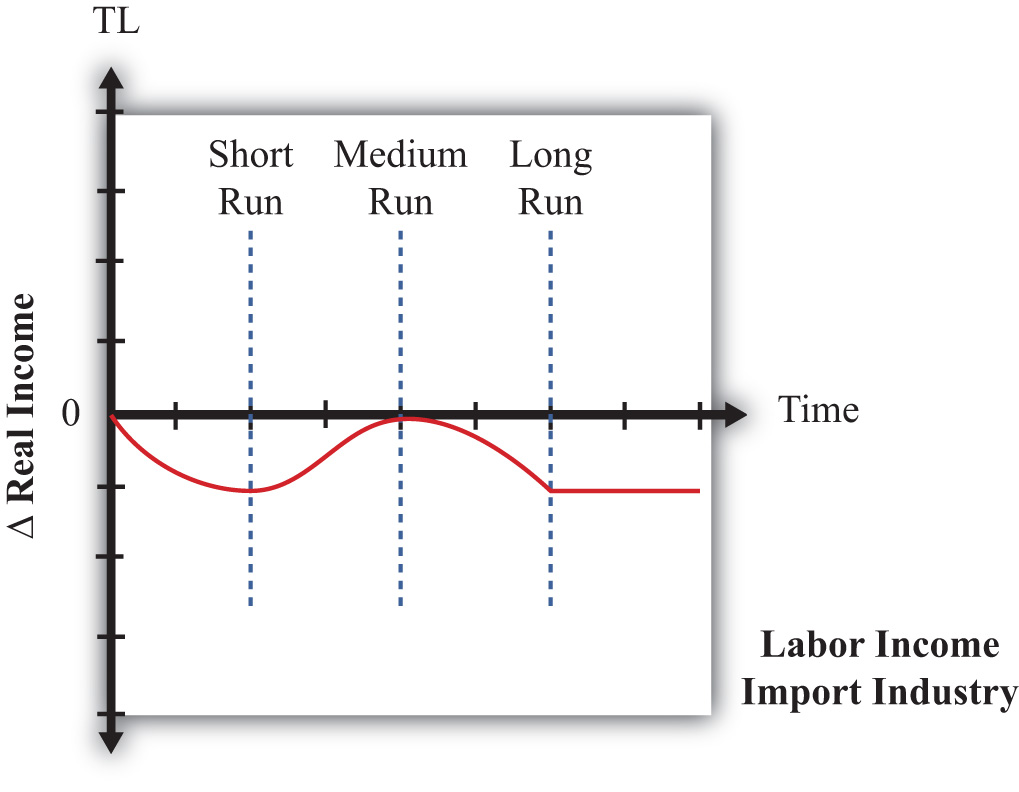 TL
Short
Run
Medium
Run
Long
Run
Δ Real Income
0
Time
Labor Income
Import Industry